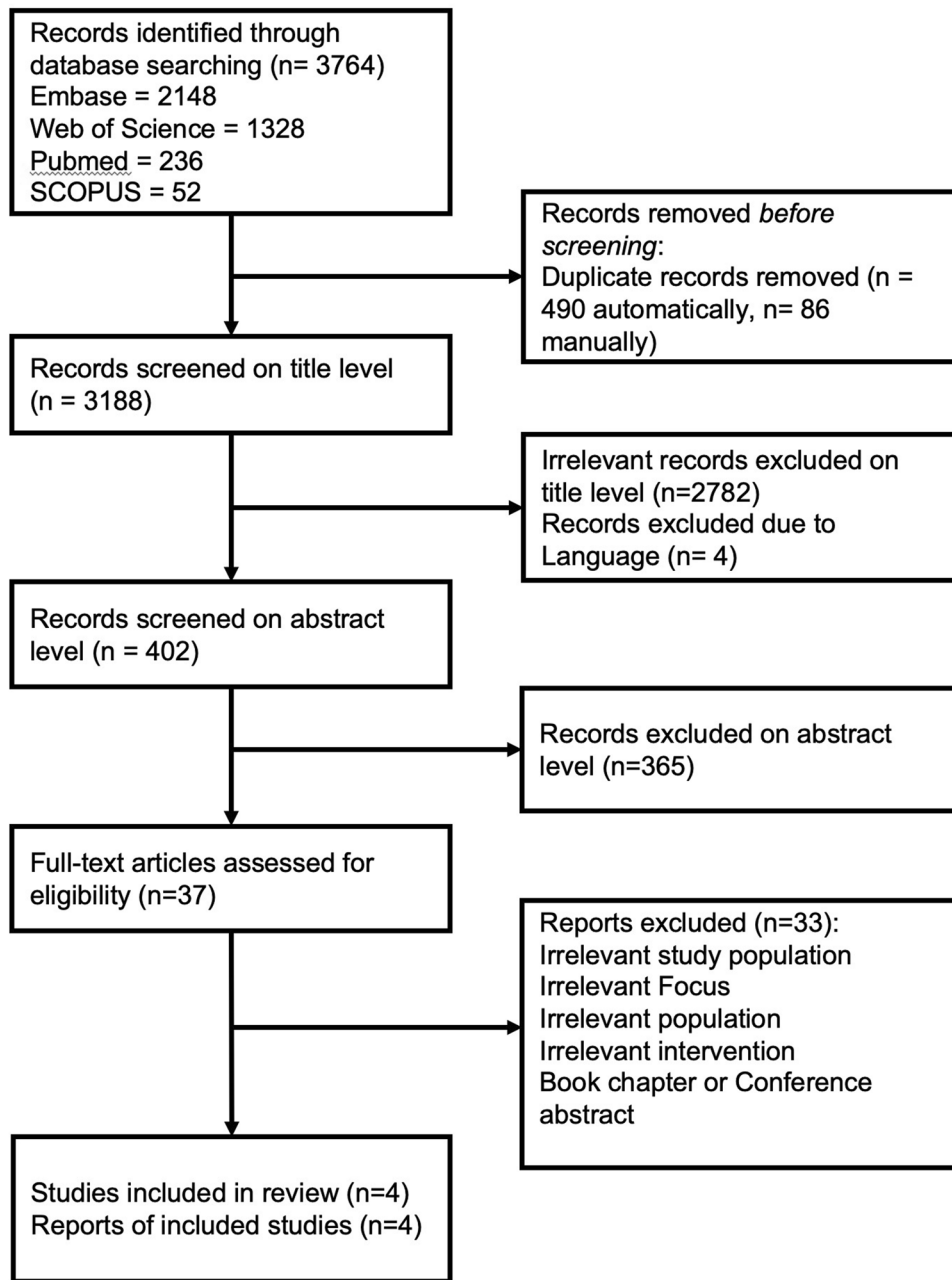 Records identified through
database searching (n= 3764)
Embase = 2148
Web of Science = 1328
Pubmed = 236
SCOPUS = 52
Records removed before
screening:
Duplicate records removed (n =
490 automatically, n= 86
manually)
Records screened on title level
(n = 3188)
Irrelevant records excluded on
title level (n=2782)
Records excluded due to
Language (n= 4)
Records screened on abstract
level (n = 402)
Records excluded on abstract
level (n=365)
Full-text articles assessed for
eligibility (n=37)
Reports excluded (n=33):
Irrelevant study population
Irrelevant Focus
Irrelevant population
Irrelevant intervention
Book chapter or Conference
abstract
Studies included in review (n=4)
Reports of included studies (n=4)